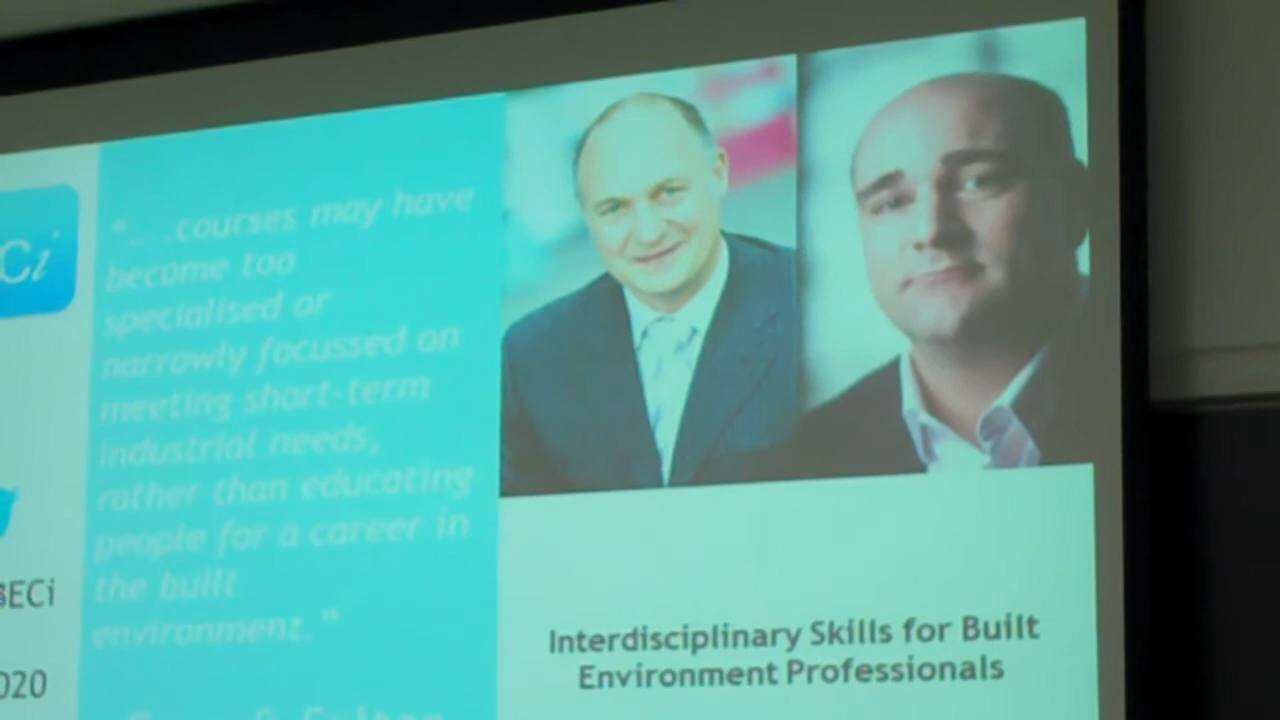 Ci
BECi
020
"....courses may have
become too
specialised or
narrowly focussed on
meeting short-term
industrial needs,
rather than educating
people for a career in
the built
environment."
Interdisciplinary Skills for Built
Environment Professionals